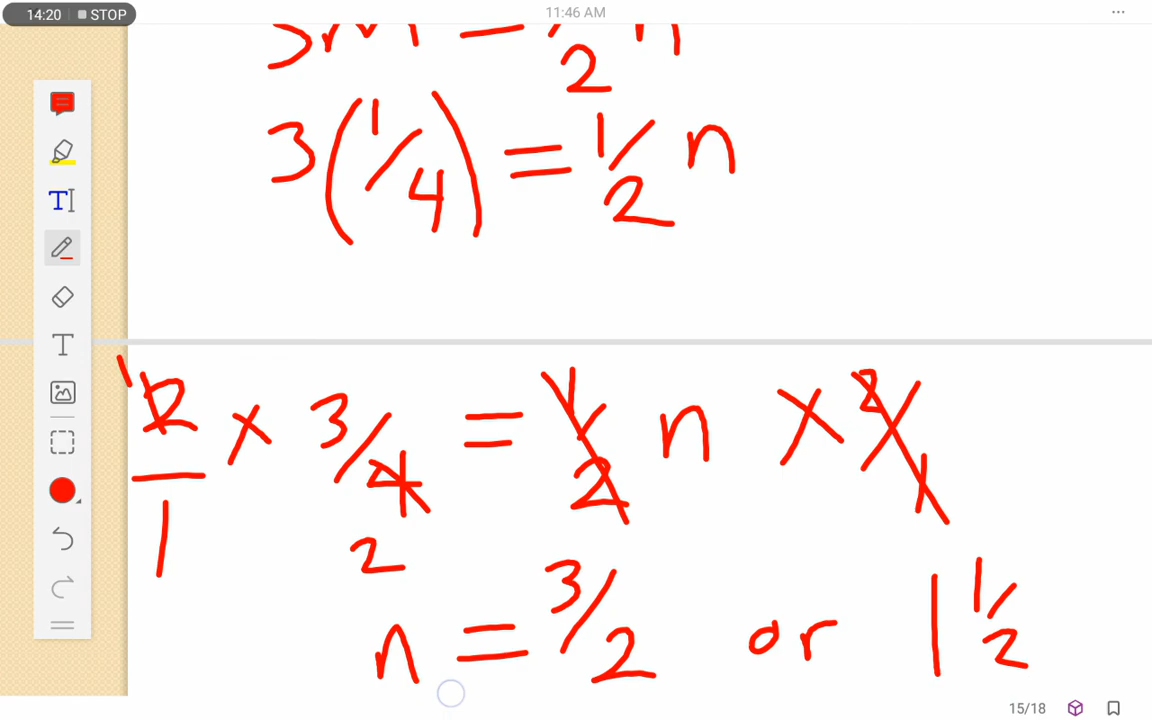 14:20 STOP
11:46 AM
2
3(1/4) = 1/2 n
2/1 x 3/4 = 1/2 n x 2/1
2
n = 3/2 or 1 1/2
15/18